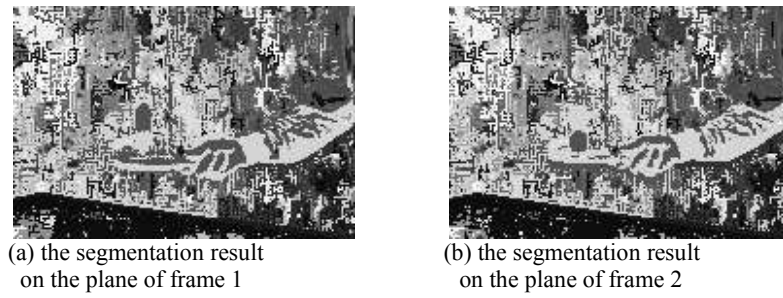 (a) the segmentation result
on the plane of frame 1
(b) the segmentation result
on the plane of frame 2